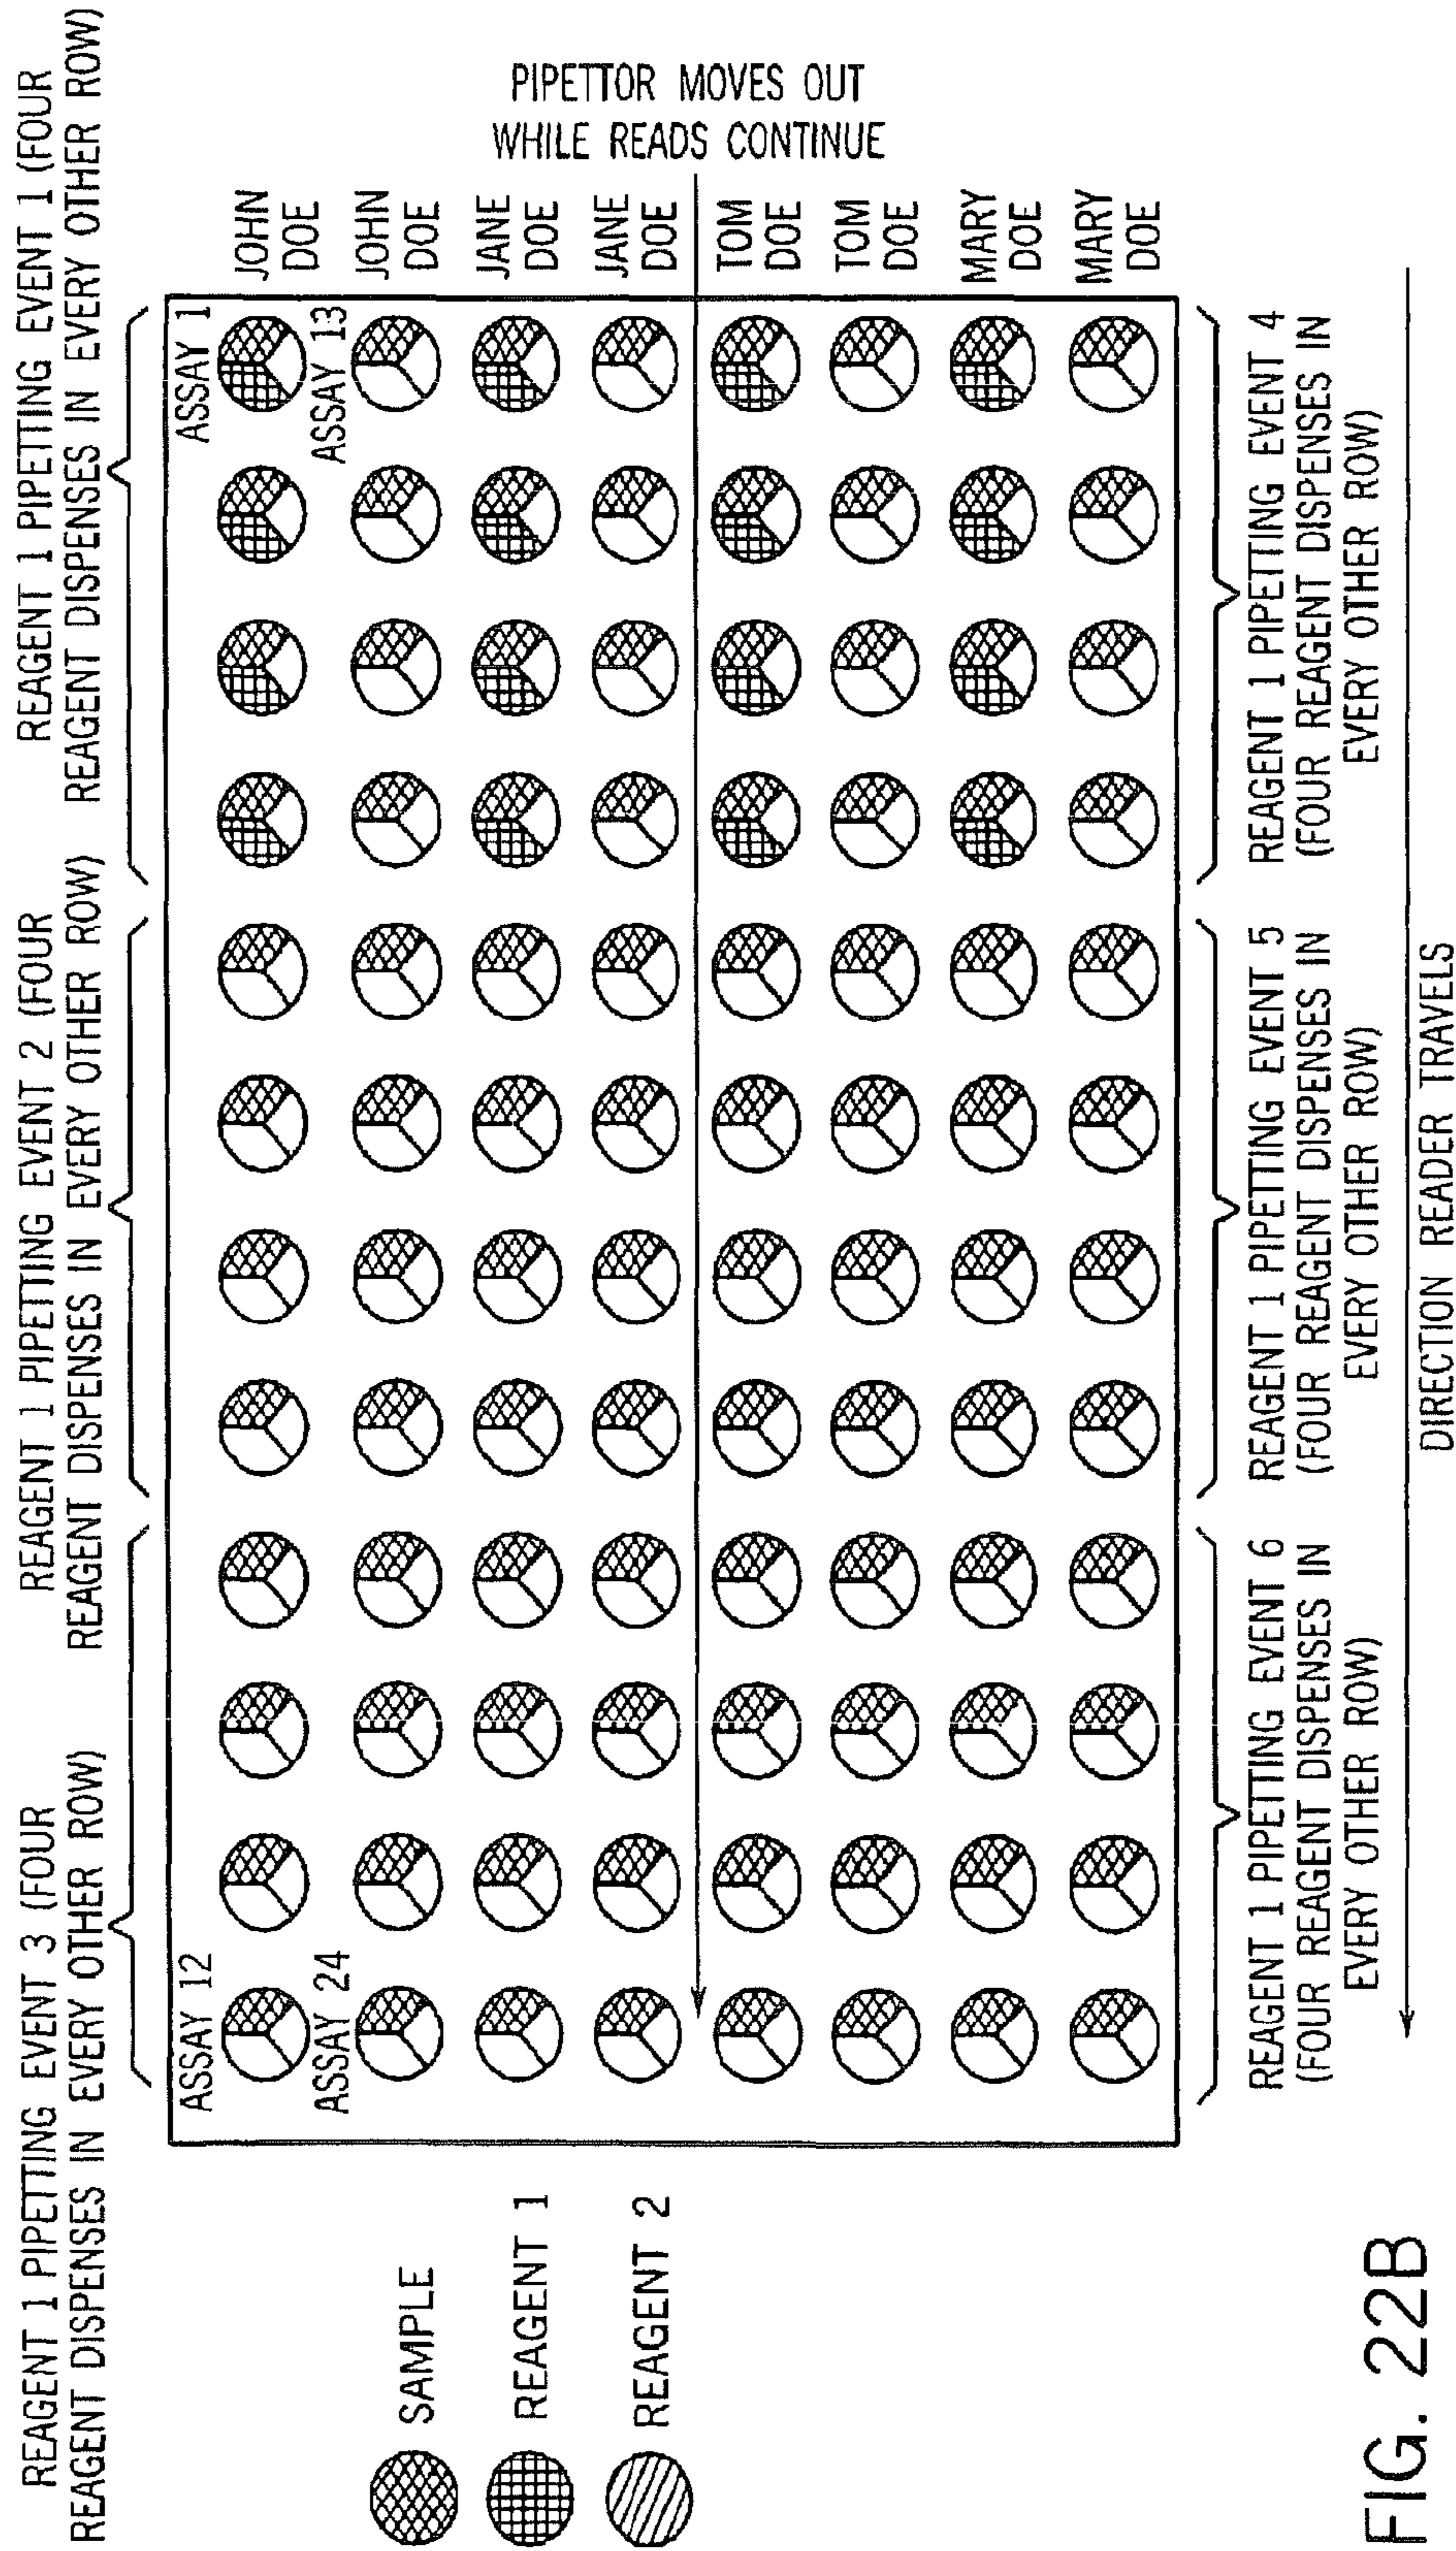 REAGENT 1 PIPETTING EVENT 3 (FOUR
REAGENT DISPENSES IN EVERY OTHER ROW)
REAGENT 1 PIPETTING EVENT 2 (FOUR
REAGENT DISPENSES IN EVERY OTHER ROW)
REAGENT 1 PIPETTING EVENT 1 (FOUR
REAGENT DISPENSES IN EVERY OTHER ROW)
ASSAY 12
ASSAY 1
ASSAY 24
ASSAY 13
JOHN
DOE
JOHN
DOE
JANE
DOE
JANE
DOE
TOM
DOE
TOM
DOE
MARY
DOE
MARY
DOE
PIPETTOR MOVES OUT
WHILE READS CONTINUE
SAMPLE
REAGENT 1
REAGENT 2
REAGENT 1 PIPETTING EVENT 6
(FOUR REAGENT DISPENSES IN
EVERY OTHER ROW)
REAGENT 1 PIPETTING EVENT 5
(FOUR REAGENT DISPENSES IN
EVERY OTHER ROW)
REAGENT 1 PIPETTING EVENT 4
(FOUR REAGENT DISPENSES IN
EVERY OTHER ROW)
DIRECTION READER TRAVELS
FIG. 22B